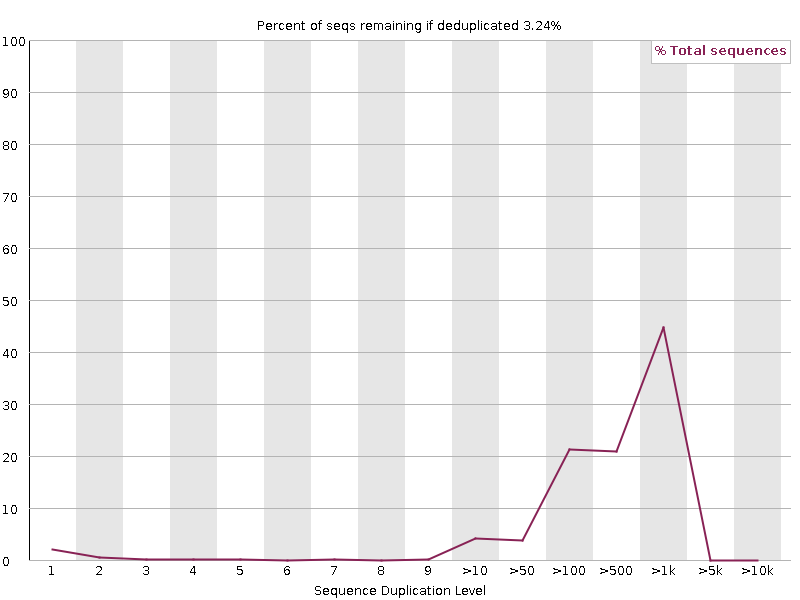 Percent of seqs remaining if deduplicated 3.24%
% Total sequences
100
90
80
70
60
50
40
30
20
10
0
1 2 3 4 5 6 7 8 9 >10 >50 >100 >500 >1k >5k >10k
Sequence Duplication Level